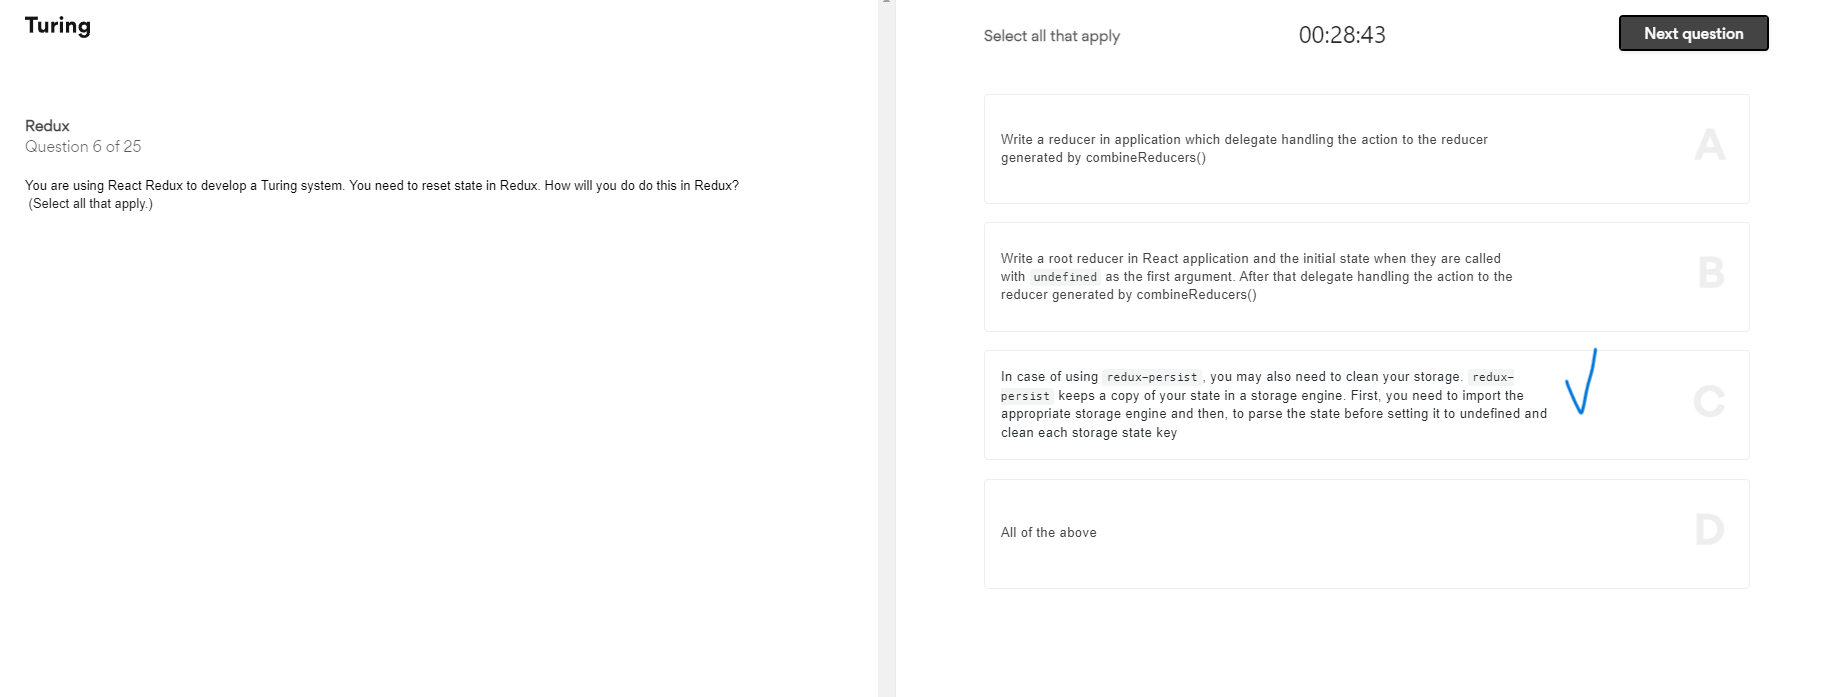 Turing
Redux
Question 6 of 25
You are using React Redux to develop a Turing system. You need to reset state in Redux. How will you do do this in Redux?
(Select all that apply.)
Select all that apply
00:28:43
Next question
Write a reducer in application which delegate handling the action to the reducer
generated by combineReducers()
A
Write a root reducer in React application and the initial state when they are called
with undefined as the first argument. After that delegate handling the action to the
reducer generated by combineReducers()
B
In case of using redux-persist, you may also need to clean your storage. redux-
persist keeps a copy of your state in a storage engine. First, you need to import the
appropriate storage engine and then, to parse the state before setting it to undefined and
clean each storage state key
C
All of the above
D